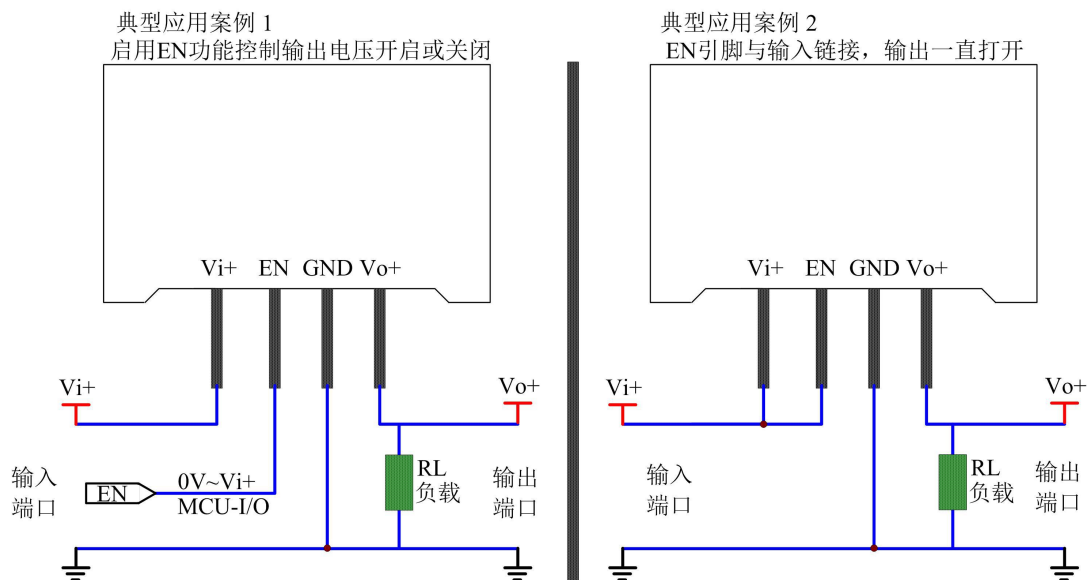 典型应用案例 1
启用EN功能控制输出电压开启或关闭
Vi+ EN GND Vo+
Vi+
Vo+
输入
端口
EN
0V~Vi+
MCU-I/O
RL
负载
输出
端口
典型应用案例 2
EN引脚与输入链接，输出一直打开
Vi+ EN GND Vo+
Vi+
Vo+
输入
端口
RL
负载
输出
端口